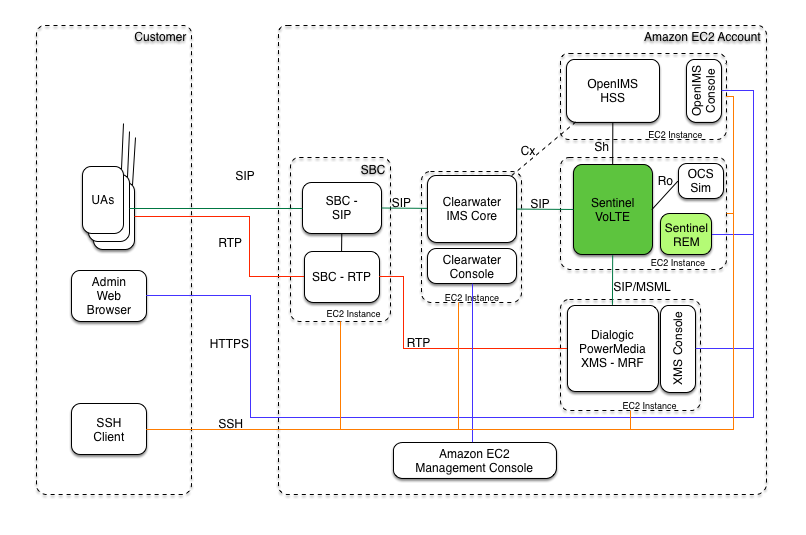 Customer
Amazon EC2 Account
OpenIMS
HSS
OpenIMS
Console
EC2 Instance
Cx
Sh
SIP
SBC
UAs
SBC -
SIP
SIP
Clearwater
IMS Core
SIP
Sentinel
VoLTE
Ro
OCS
Sim
Sentinel
REM
EC2 Instance
RTP
SBC - RTP
Clearwater
Console
EC2 Instance
EC2 Instance
Admin
Web
Browser
SIP/MSML
HTTPS
RTP
Dialogic
PowerMedia
XMS - MRF
XMS Console
EC2 Instance
SSH
Client
SSH
Amazon EC2
Management Console